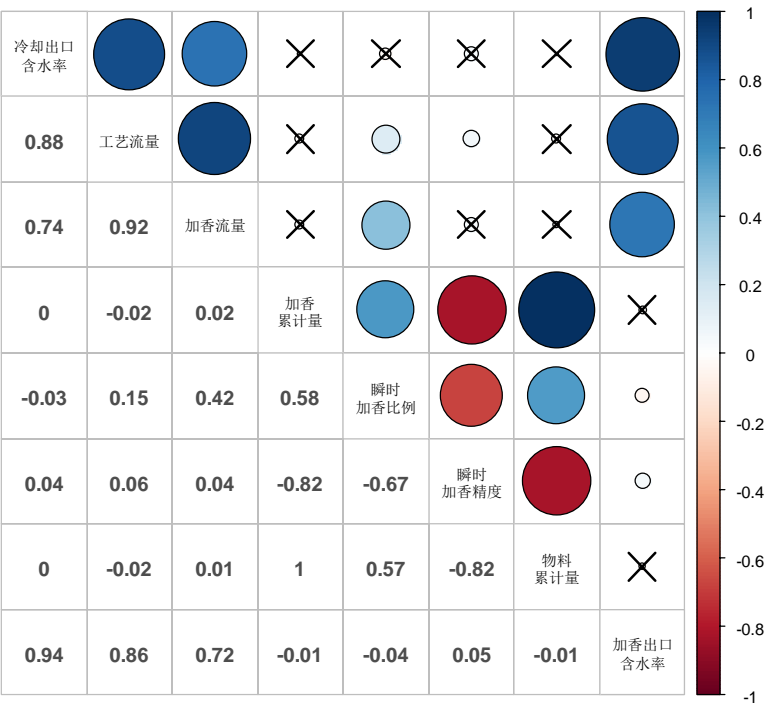 冷却出口
含水率
0.88 工艺流量
0.74 0.92 加香流量
0 -0.02 0.02 加香
累计量
-0.03 0.15 0.42 0.58 瞬时
加香比例
0.04 0.06 0.04 -0.82 -0.67 瞬时
加香精度
0 -0.02 0.01 1 0.57 -0.82 物料
累计量
0.94 0.86 0.72 -0.01 -0.04 0.05 -0.01 加香出口
含水率
1
0.8
0.6
0.4
0.2
0
-0.2
-0.4
-0.6
-0.8
-1